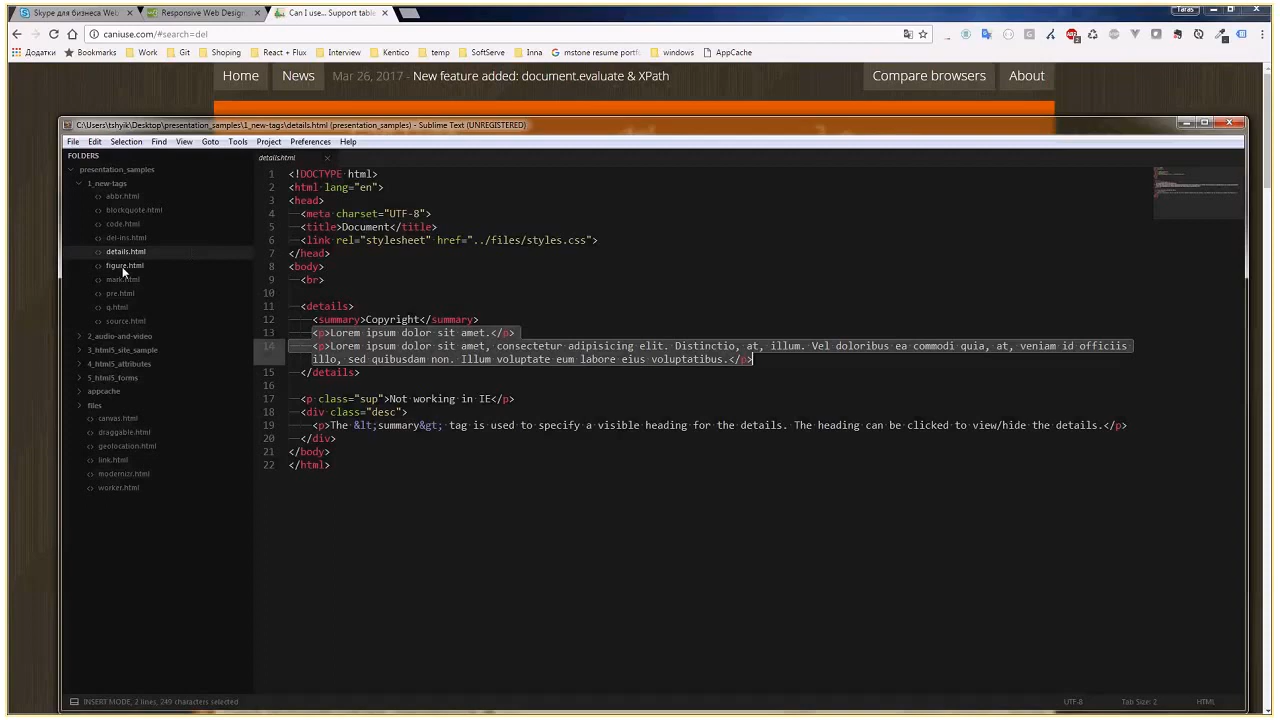 Skype для бизнеса Web
Responsive Web Design
Can I use... Support table
Taras
caniuse.com/#search=del
Додатки
Bookmarks
Work
Git
Shoping
React + Flux
Interview
Kentico
temp
SoftServe
Inna
mstone resume portf
windows
AppCache
Home
News
Mar 26, 2017 - New feature added: document.evaluate & XPath
Compare browsers
About
C:\Users\tshyik\Desktop\presentation_samples\1_new-tags\details.html (presentation_samples) - Sublime Text (UNREGISTERED)
File Edit Selection Find View Goto Tools Project Preferences Help
FOLDERS
presentation_samples
1_new-tags
abbr.html
blockquote.html
code.html
del-ins.html
details.html
figure.html
mark.html
pre.html
q.html
source.html
2_audio-and-video
3_html5_site_sample
4_html5_attributes
5_html5_forms
appcache
files
canvas.html
draggable.html
geolocation.html
link.html
modernizr.html
worker.html
details.html
1 <!DOCTYPE html>
2 <html lang="en">
3 <head>
4 <meta charset="UTF-8">
5 <title>Document</title>
6 <link rel="stylesheet" href="../files/styles.css">
7 </head>
8 <body>
9 <br>
10
11 <details>
12 <summary>Copyright</summary>
13 <p>Lorem ipsum dolor sit amet.</p>
14 <p>Lorem ipsum dolor sit amet, consectetur adipisicing elit. Distinctio, at, illum. Vel doloribus ea commodi quia, at, veniam id officiis
illo, sed quibusdam non. Illum voluptate eum labore eius voluptatibus.</p>
15 </details>
16
17 <p class="sup">Not working in IE</p>
18 <div class="desc">
19 <p>The &lt;summary&gt; tag is used to specify a visible heading for the details. The heading can be clicked to view/hide the details.</p>
20 </div>
21 </body>
22 </html>
INSERT MODE, 2 lines, 249 characters selected
UTF-8
Tab Size: 2
HTML